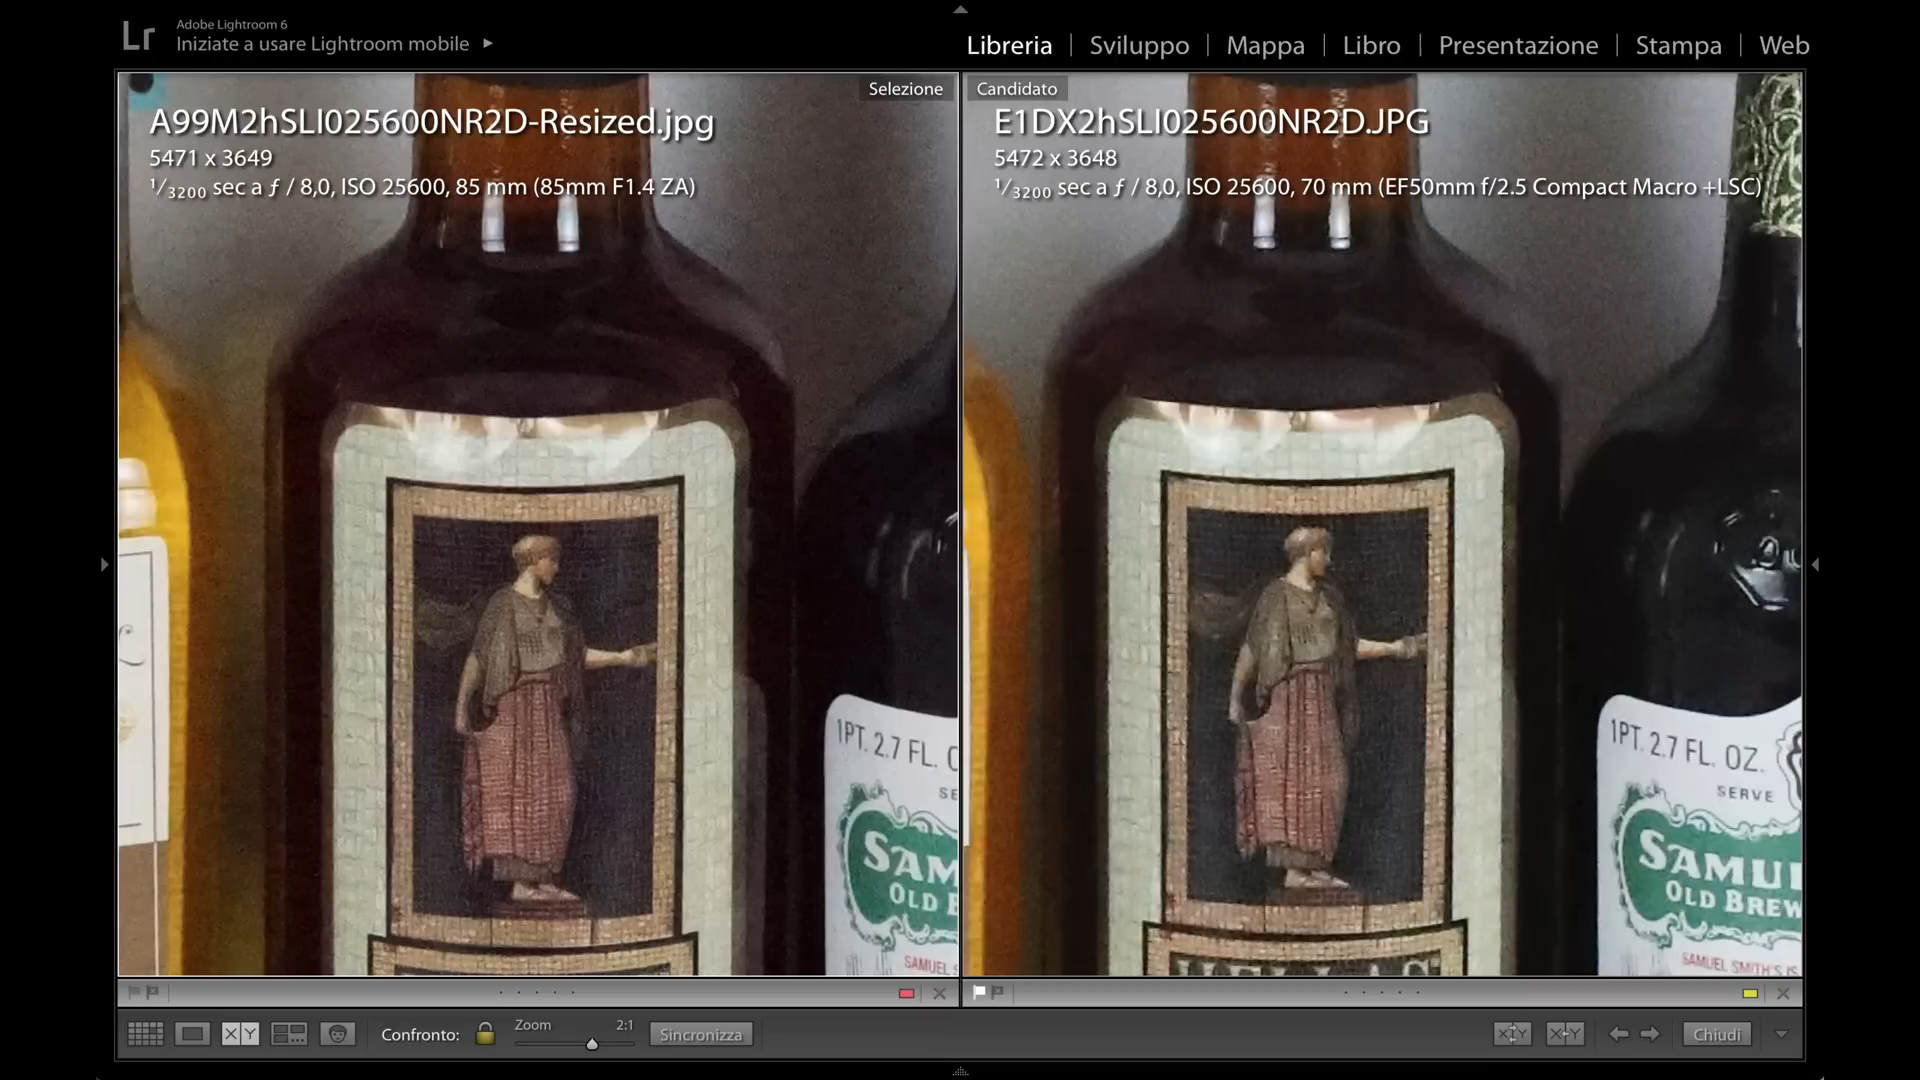 Lr
Adobe Lightroom 6
Iniziate a usare Lightroom mobile
Libreria | Sviluppo | Mappa | Libro | Presentazione | Stampa | Web
Selezione
A99M2hSLI025600NR2D-Resized.jpg
5471 x 3649
1/3200 sec a ƒ / 8,0, ISO 25600, 85 mm (85mm F1.4 ZA)
Candidato
E1DX2hSLI025600NR2D.JPG
5472 x 3648
1/3200 sec a ƒ / 8,0, ISO 25600, 70 mm (EF50mm f/2.5 Compact Macro +LSC)
1PT. 2.7 FL. O
SE
SAM
OLD B
SAMUEL S
1PT. 2.7 FL. OZ.
SERVE
SAMU
OLD BREW
SAMUEL SMITH'S
XY
Confronto:
Zoom 2:1
Sincronizza
XY
XY
Chiudi